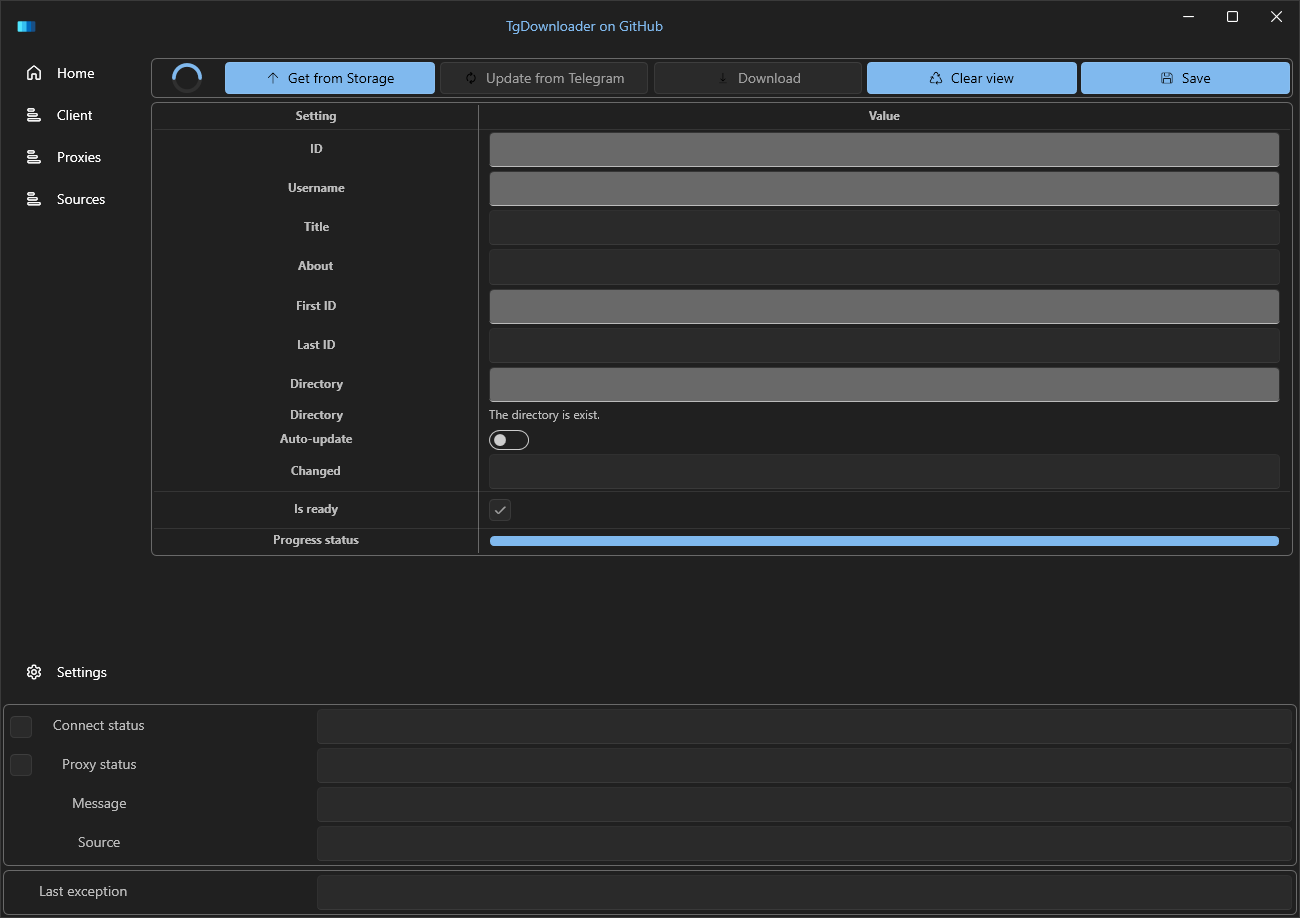 TgDownloader on GitHub
Home
Client
Proxies
Sources
Get from Storage
Update from Telegram
Download
Clear view
Save
Setting
Value
ID
Username
Title
About
First ID
Last ID
Directory
Directory
The directory is exist.
Auto-update
Changed
Is ready
Progress status
Settings
Connect status
Proxy status
Message
Source
Last exception